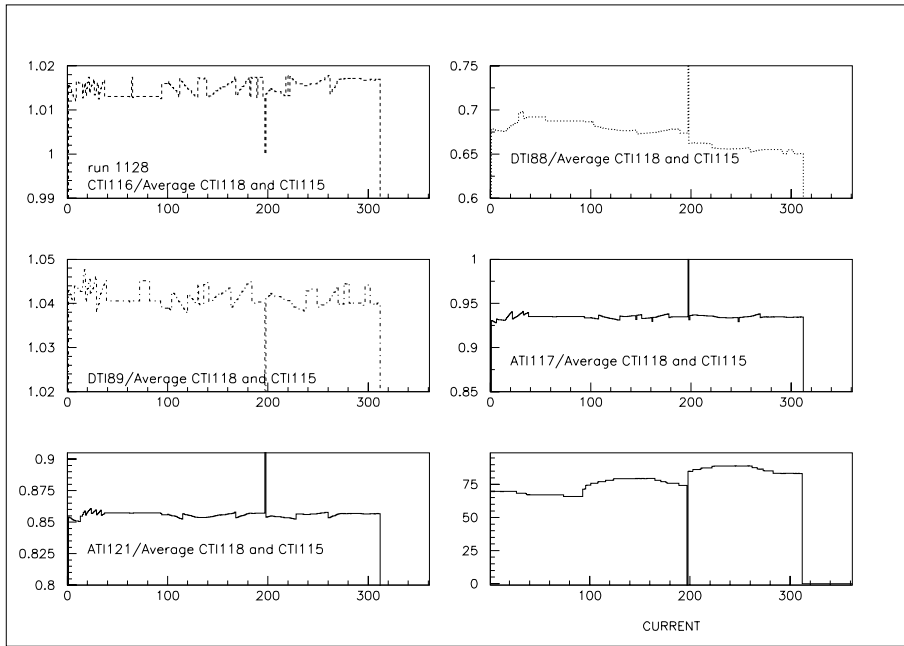 1.02
1.01
1
0.99
run 1128
CTI116/Average CTI118 and CTI115
0 100 200 300
0.75
0.7
0.65
0.6
DTI88/Average CTI118 and CTI115
0 100 200 300
1.05
1.04
1.03
1.02
DTI89/Average CTI118 and CTI115
0 100 200 300
1
0.95
0.9
0.85
ATI117/Average CTI118 and CTI115
0 100 200 300
0.9
0.875
0.85
0.825
0.8
ATI121/Average CTI118 and CTI115
0 100 200 300
75
50
25
0
100 200 300
CURRENT